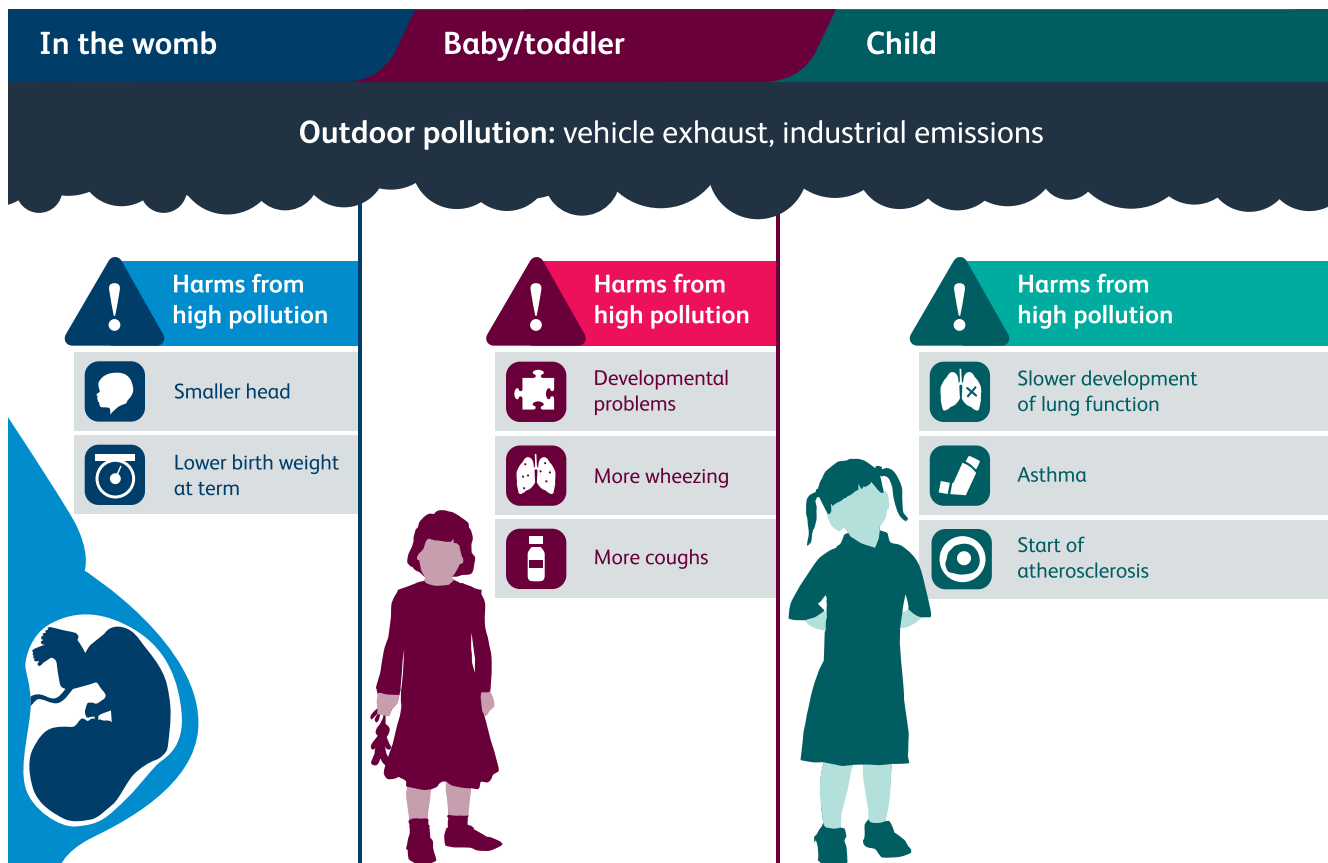 In the womb
Baby/toddler
Child
Outdoor pollution: vehicle exhaust, industrial emissions
Harms from
high pollution
Smaller head
Lower birth weight
at term
Harms from
high pollution
Developmental
problems
More wheezing
More coughs
Harms from
high pollution
Slower development
of lung function
Asthma
Start of
atherosclerosis